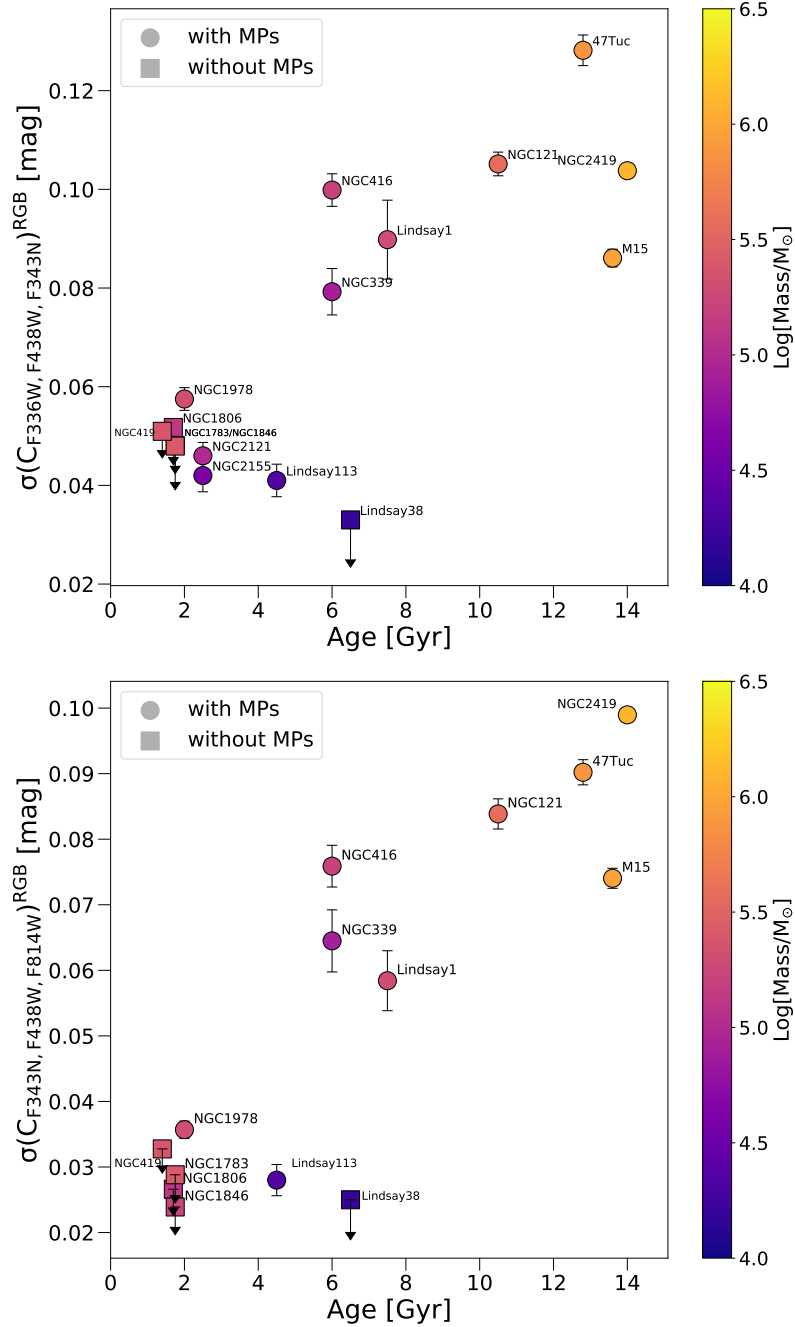 with MPs
without MPs
47Tuc
NGC121
NGC2419
NGC416
Lindsay1
M15
NGC339
NGC1978
NGC1806
NGC419
NGC1783/NGC1846
NGC2121
NGC2155
Lindsay113
Lindsay38
0.12
0.10
0.08
0.06
0.04
0.02
σ(C_F336W, F438W, F343N)^RGB [mag]
0 2 4 6 8 10 12 14
Age [Gyr]
6.5
6.0
5.5
5.0
4.5
4.0
Log[Mass/M⊙]
with MPs
without MPs
NGC2419
47Tuc
NGC121
M15
NGC416
NGC339
Lindsay1
NGC1978
NGC419
NGC1783
NGC1806
NGC1846
Lindsay113
Lindsay38
0.10
0.09
0.08
0.07
0.06
0.05
0.04
0.03
0.02
σ(C_F343N, F438W, F814W)^RGB [mag]
0 2 4 6 8 10 12 14
Age [Gyr]
6.5
6.0
5.5
5.0
4.5
4.0
Log[Mass/M⊙]